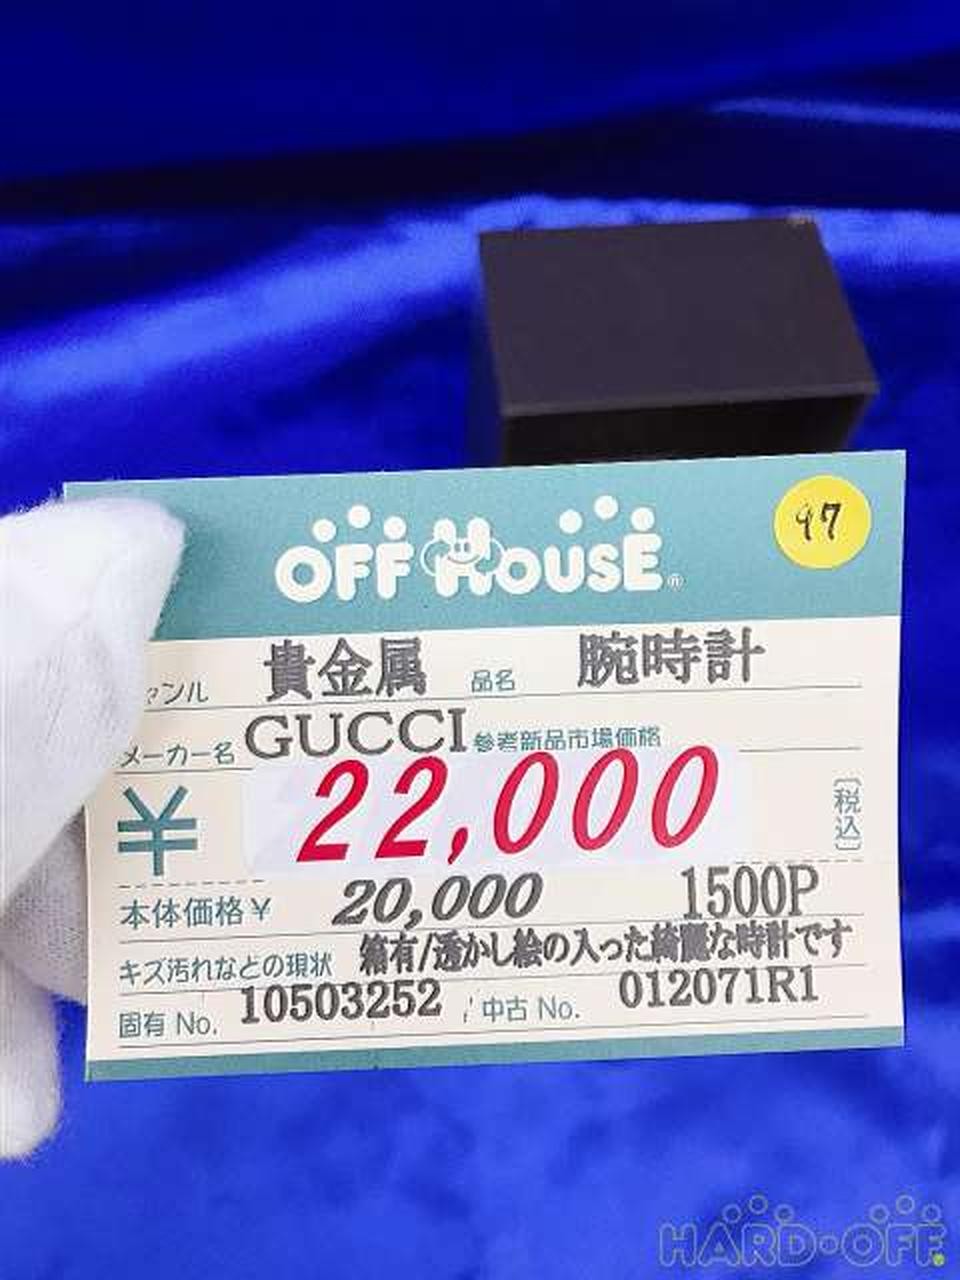 OFF HOUSE®
97
ャンル 貴金属 品名 腕時計
メーカー名 GUCCI 参考新品市場価格
¥ 22,000 [税込]
本体価格¥ 20,000 1500P
キズ汚れなどの現状 箱有/透かし絵の入った綺麗な時計です
固有 No. 10503252 中古 No. 012071R1
HARD-OFF